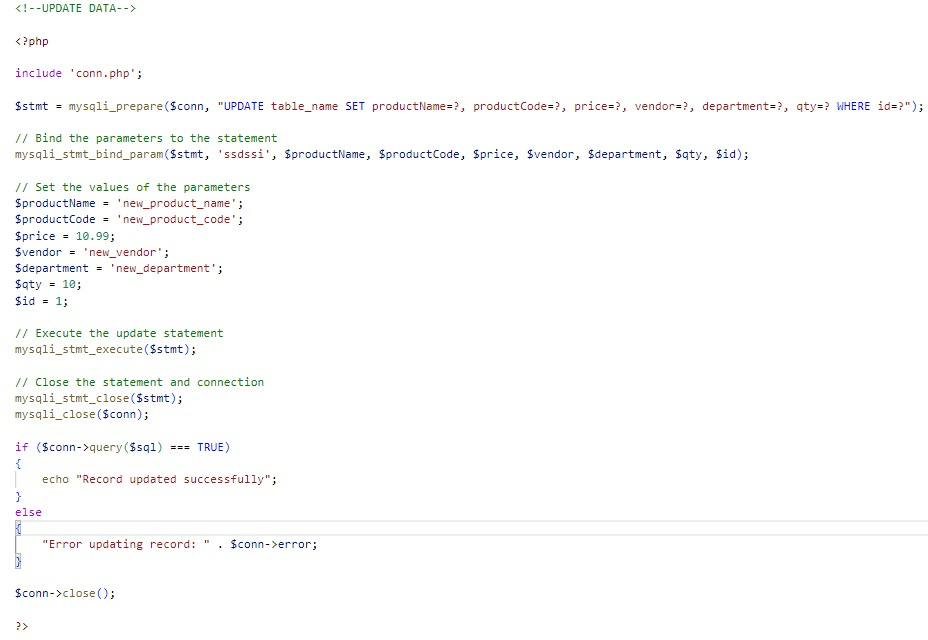 <!--UPDATE DATA-->
<?php
include 'conn.php';
$stmt = mysqli_prepare($conn, "UPDATE table_name SET productName=?, productCode=?, price=?, vendor=?, department=?, qty=? WHERE id=?");
// Bind the parameters to the statement
mysqli_stmt_bind_param($stmt, 'ssdssi', $productName, $productCode, $price, $vendor, $department, $qty, $id);
// Set the values of the parameters
$productName = 'new_product_name';
$productCode = 'new_product_code';
$price = 10.99;
$vendor = 'new_vendor';
$department = 'new_department';
$qty = 10;
$id = 1;
// Execute the update statement
mysqli_stmt_execute($stmt);
// Close the statement and connection
mysqli_stmt_close($stmt);
mysqli_close($conn);
if ($conn->query($sql) === TRUE)
{
    echo "Record updated successfully";
}
else
{
    "Error updating record: " . $conn->error;
}
$conn->close();
?>